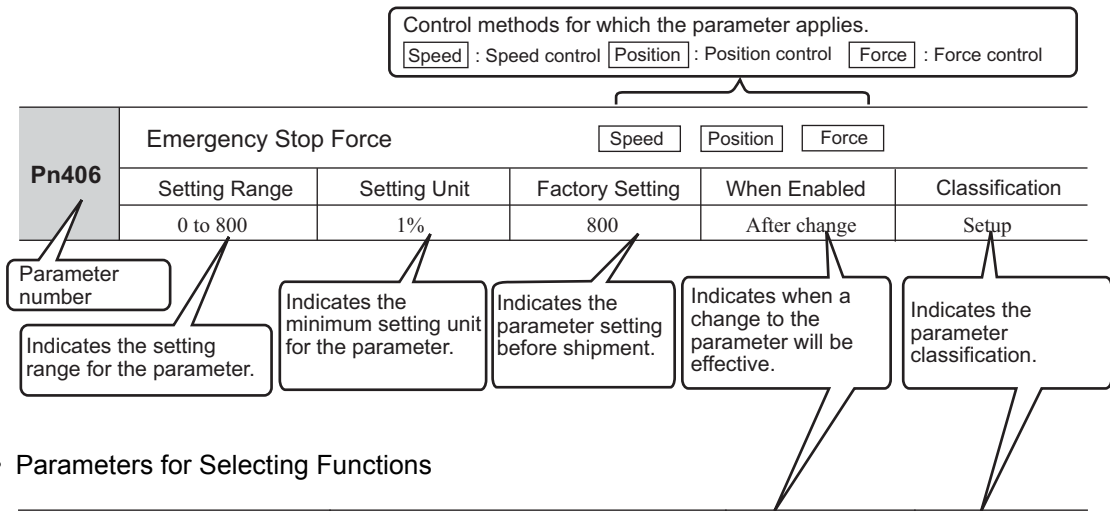 Control methods for which the parameter applies.
Speed : Speed control Position : Position control Force : Force control
Emergency Stop Force Speed Position Force
Pn406
Setting Range Setting Unit Factory Setting When Enabled Classification
0 to 800 1% 800 After change Setup
Parameter
number
Indicates the setting
range for the parameter.
Indicates the
minimum setting unit
for the parameter.
Indicates the
parameter setting
before shipment.
Indicates when a
change to the
parameter will be
effective.
Indicates the
parameter
classification.
• Parameters for Selecting Functions